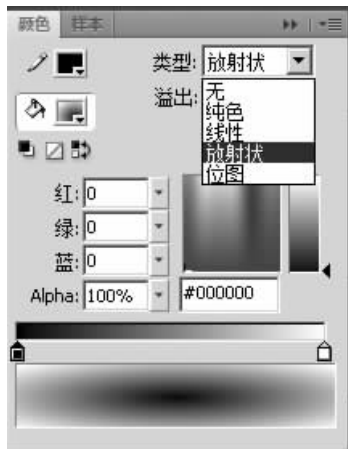 颜色 样本
类型: 放射状
溢出:
无
纯色
线性
放射状
位图
红: 0
绿: 0
蓝: 0
Alpha: 100% #000000